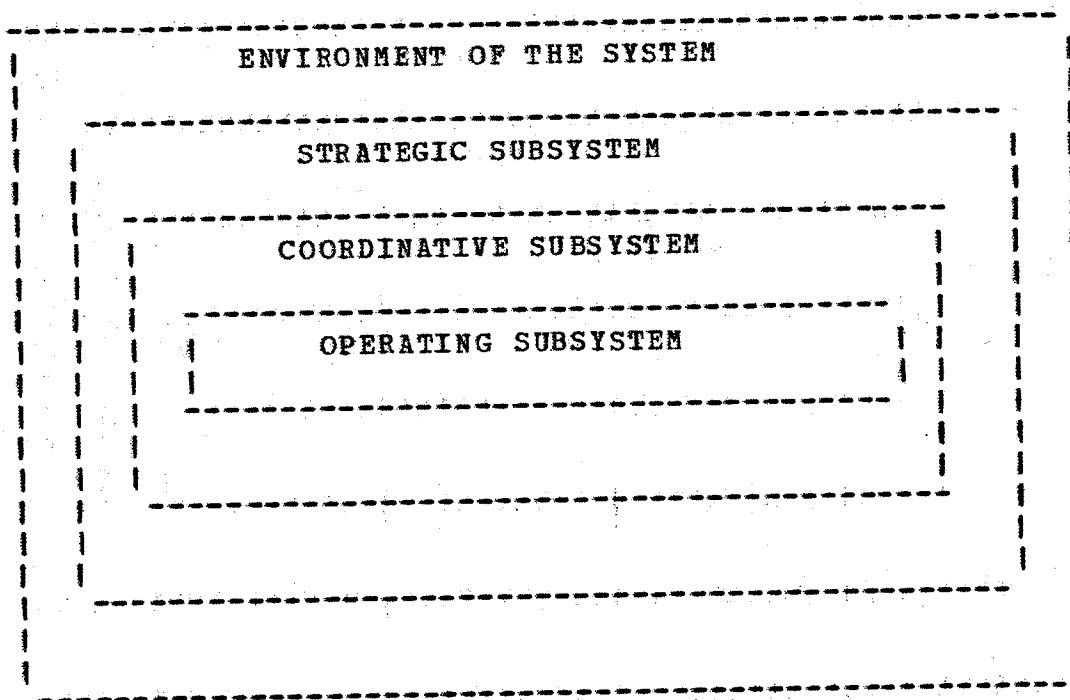 ENVIRONMENT OF THE SYSTEM
STRATEGIC SUBSYSTEM
COORDINATIVE SUBSYSTEM
OPERATING SUBSYSTEM